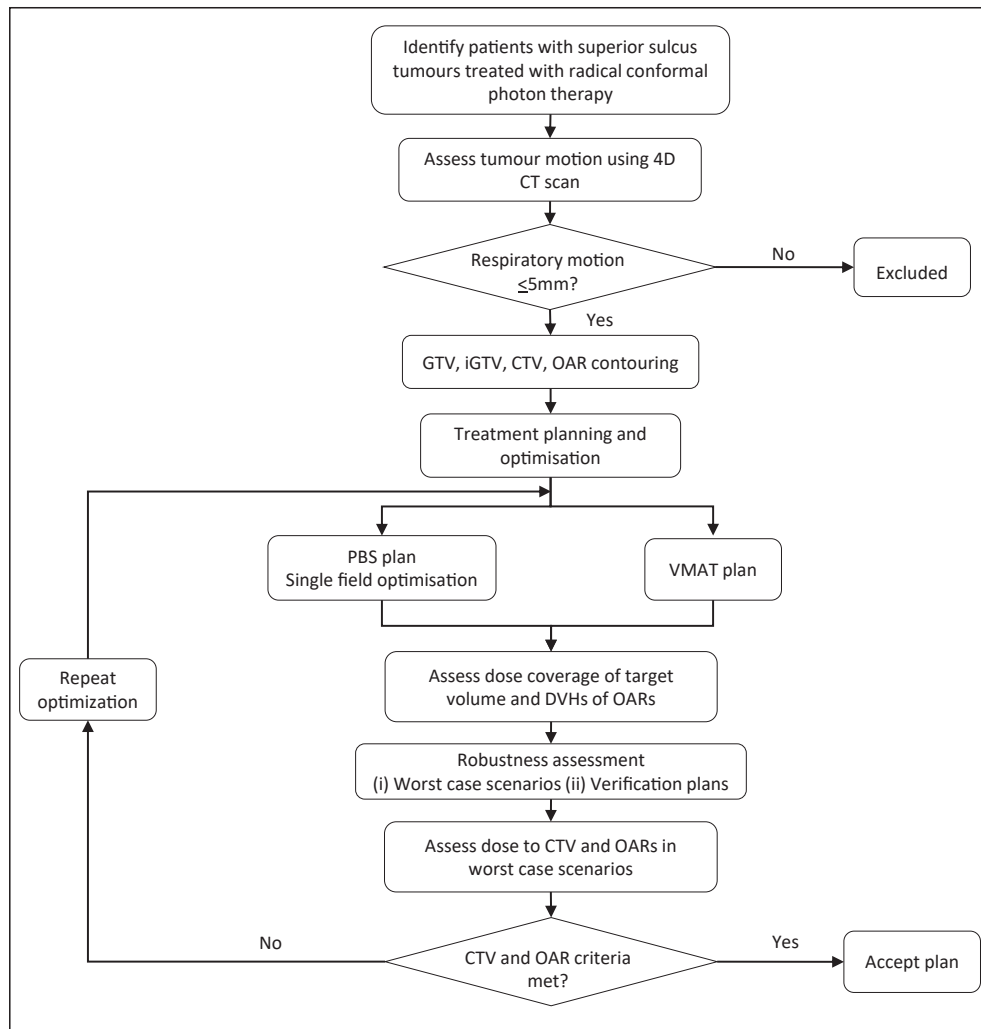 Identify patients with superior sulcus
tumours treated with radical conformal
photon therapy
Assess tumour motion using 4D
CT scan
Respiratory motion
≤5mm?
No
Excluded
Yes
GTV, iGTV, CTV, OAR contouring
Treatment planning and
optimisation
PBS plan
Single field optimisation
VMAT plan
Repeat
optimization
Assess dose coverage of target
volume and DVHs of OARs
Robustness assessment
(i) Worst case scenarios (ii) Verification plans
Assess dose to CTV and OARs in
worst case scenarios
No
CTV and OAR criteria
met?
Yes
Accept plan